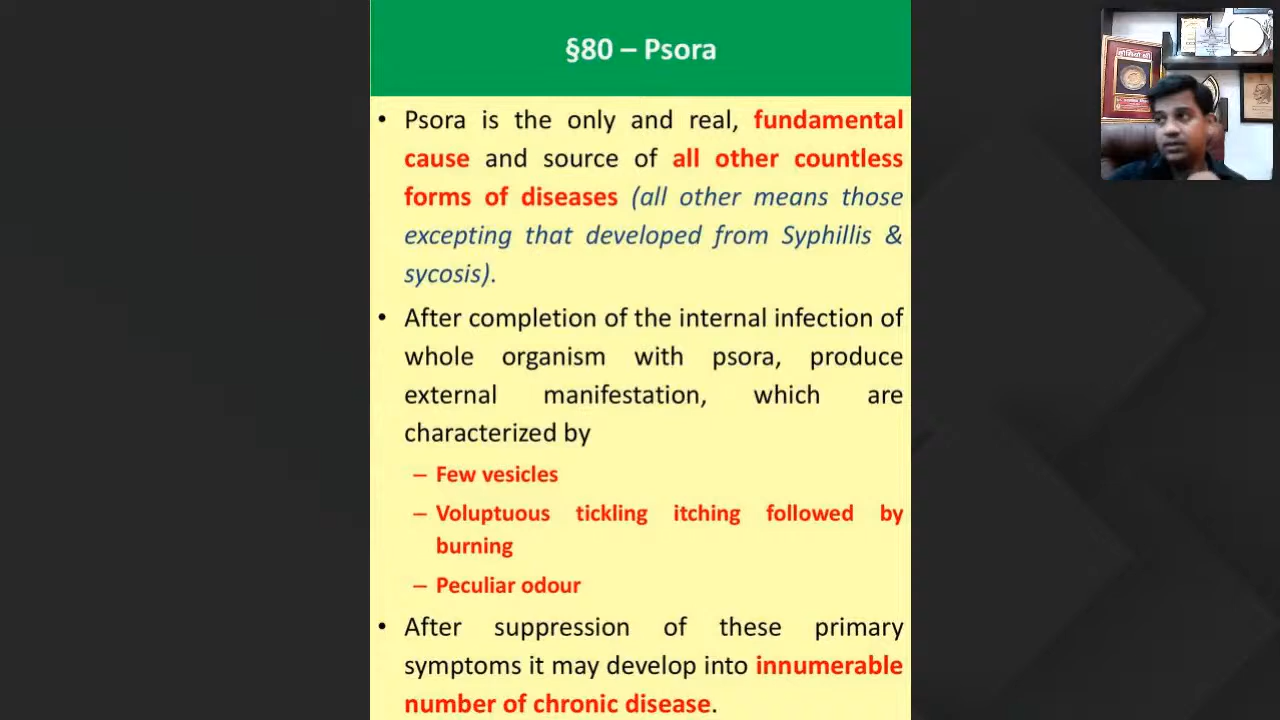 §80 – Psora
• Psora is the only and real, fundamental
cause and source of all other countless
forms of diseases (all other means those
excepting that developed from Syphillis &
sycosis).
• After completion of the internal infection of
whole organism with psora, produce
external manifestation, which are
characterized by
– Few vesicles
– Voluptuous tickling itching followed by
burning
– Peculiar odour
• After suppression of these primary
symptoms it may develop into innumerable
number of chronic disease.